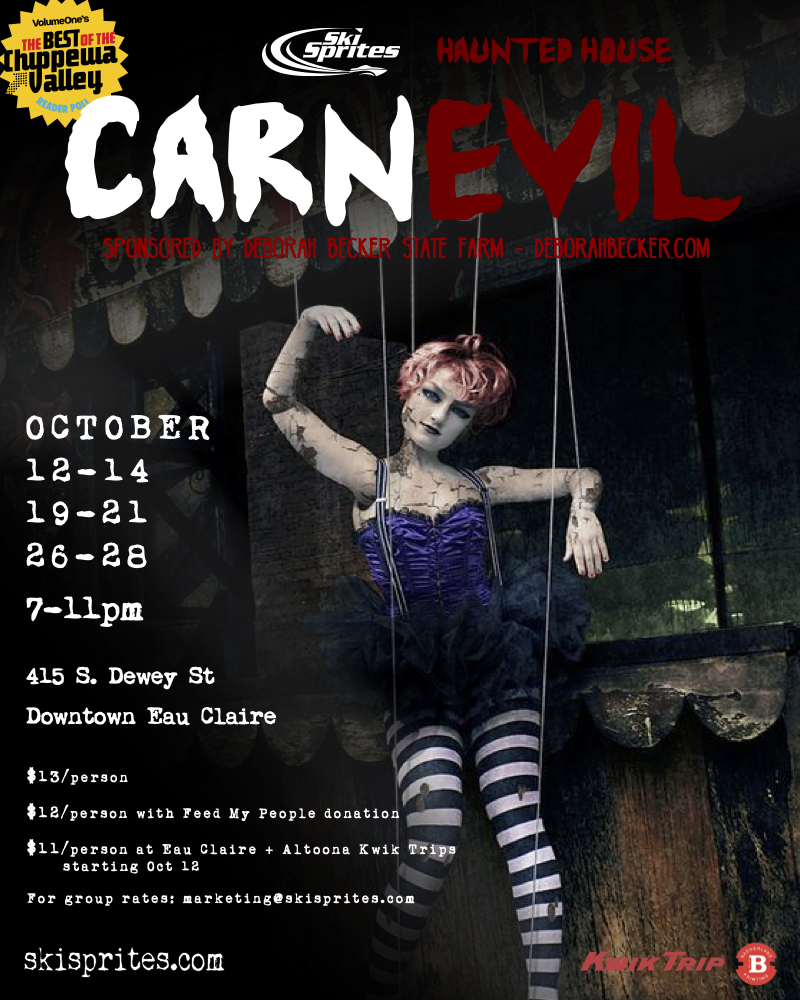 VolumeOne's
THE BEST OF THE
Chippewa
Valley
READER POLL
Ski
Sprites
HAUNTED HOUSE
CARNEVIL
SPONSORED BY DEBORAH BECKER STATE FARM - DEBORAHBECKER.COM
OCTOBER
12-14
19-21
26-28
7-11pm
415 S. Dewey St
Downtown Eau Claire
$13/person
$12/person with Feed My People donation
$11/person at Eau Claire + Altoona Kwik Trips
starting Oct 12
For group rates: marketing@skisprites.com
skisprites.com
KWIK TRIP
B
PAINTING